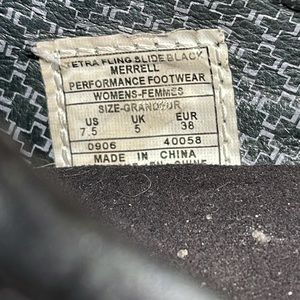 TETRA FLING SLIDE BLACK
MERRELL
PERFORMANCE FOOTWEAR
WOMENS-FEMMES
SIZE-GRANDEUR
US UK EUR
7.5 5 38
0906 40058
MADE IN CHINA